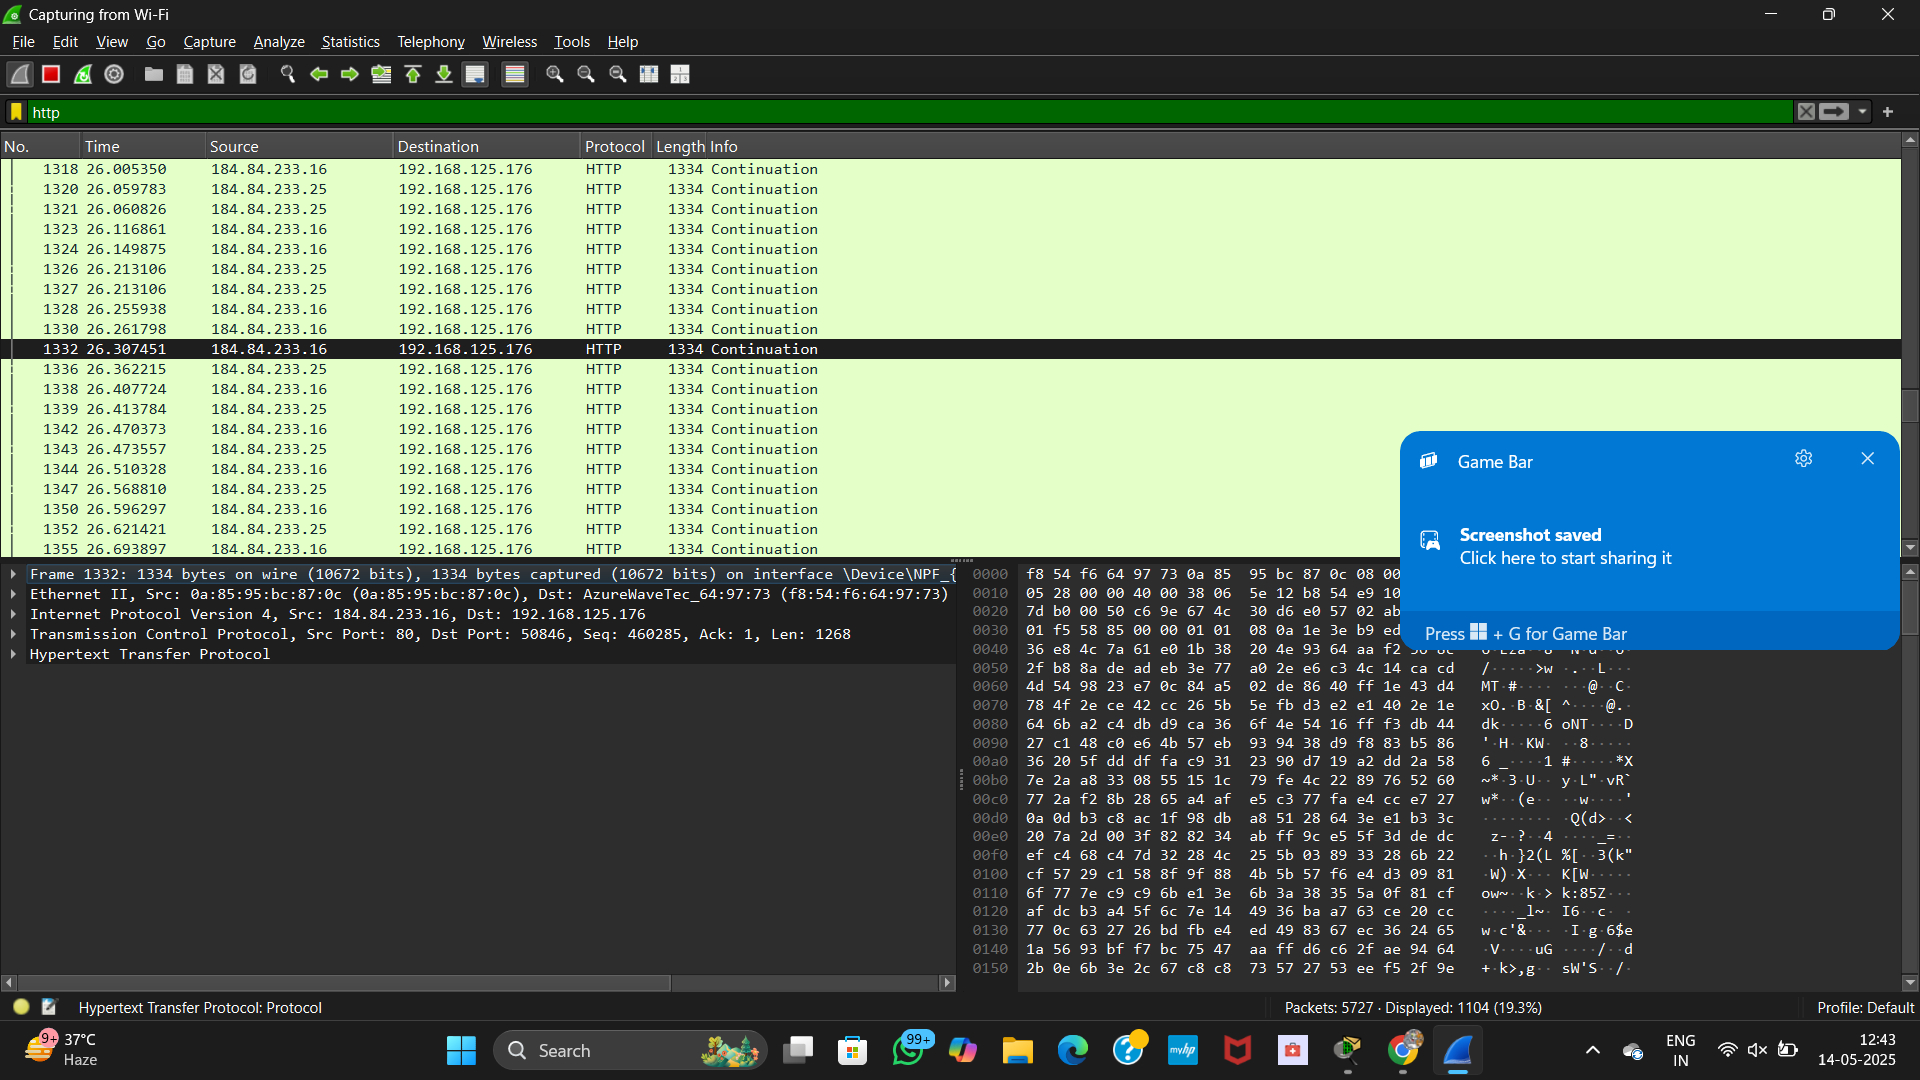 Capturing from Wi-Fi
File Edit View Go Capture Analyze Statistics Telephony Wireless Tools Help
http
No. Time Source Destination Protocol Length Info
1318 26.005350 184.84.233.16 192.168.125.176 HTTP 1334 Continuation
1320 26.059783 184.84.233.25 192.168.125.176 HTTP 1334 Continuation
1321 26.060826 184.84.233.25 192.168.125.176 HTTP 1334 Continuation
1323 26.116861 184.84.233.16 192.168.125.176 HTTP 1334 Continuation
1324 26.149875 184.84.233.16 192.168.125.176 HTTP 1334 Continuation
1326 26.213106 184.84.233.25 192.168.125.176 HTTP 1334 Continuation
1327 26.213106 184.84.233.25 192.168.125.176 HTTP 1334 Continuation
1328 26.255938 184.84.233.16 192.168.125.176 HTTP 1334 Continuation
1330 26.261798 184.84.233.16 192.168.125.176 HTTP 1334 Continuation
1332 26.307451 184.84.233.16 192.168.125.176 HTTP 1334 Continuation
1336 26.362215 184.84.233.25 192.168.125.176 HTTP 1334 Continuation
1338 26.407724 184.84.233.16 192.168.125.176 HTTP 1334 Continuation
1339 26.413784 184.84.233.25 192.168.125.176 HTTP 1334 Continuation
1342 26.470373 184.84.233.16 192.168.125.176 HTTP 1334 Continuation
1343 26.473557 184.84.233.25 192.168.125.176 HTTP 1334 Continuation
1344 26.510328 184.84.233.16 192.168.125.176 HTTP 1334 Continuation
1347 26.568810 184.84.233.25 192.168.125.176 HTTP 1334 Continuation
1350 26.596297 184.84.233.16 192.168.125.176 HTTP 1334 Continuation
1352 26.621421 184.84.233.25 192.168.125.176 HTTP 1334 Continuation
1355 26.693897 184.84.233.16 192.168.125.176 HTTP 1334 Continuation
Game Bar
Screenshot saved
Click here to start sharing it
Press + G for Game Bar
Frame 1332: 1334 bytes on wire (10672 bits), 1334 bytes captured (10672 bits) on interface \Device\NPF_{
Ethernet II, Src: 0a:85:95:bc:87:0c (0a:85:95:bc:87:0c), Dst: AzureWaveTec_64:97:73 (f8:54:f6:64:97:73)
Internet Protocol Version 4, Src: 184.84.233.16, Dst: 192.168.125.176
Transmission Control Protocol, Src Port: 80, Dst Port: 50846, Seq: 460285, Ack: 1, Len: 1268
Hypertext Transfer Protocol
0000 f8 54 f6 64 97 73 0a 85 95 bc 87 0c 08 00
0010 05 28 00 00 40 00 38 06 5e 12 b8 54 e9 10
0020 7d b0 00 50 c6 9e 67 4c 30 d6 e0 57 02 ab
0030 01 f5 58 85 00 00 01 01 08 0a 1e 3e b9 ed
0040 36 e8 4c 7a 61 e0 1b 38 20 4e 93 64 aa f2
0050 2f b8 8a de ad eb 3e 77 a0 2e e6 c3 4c 14 ca cd /·····>w ·.··L···
0060 4d 54 98 23 e7 0c 84 a5 02 de 86 40 ff 1e 43 d4 MT·#···· ···@··C·
0070 78 4f 2e ce 42 cc 26 5b 5e fb d3 e2 e1 40 2e 1e xO.·B·&[ ^····@.·
0080 64 6b a2 c4 db d9 ca 36 6f 4e 54 16 ff f3 db 44 dk·····6 oNT····D
0090 27 c1 48 c0 e6 4b 57 eb 93 94 38 d9 f8 83 b5 86 '·H··KW· ··8·····
00a0 36 20 5f dd df fa c9 31 23 90 d7 19 a2 dd 2a 58 6 _····1 #·····*X
00b0 7e 2a a8 33 08 55 15 1c 79 fe 4c 22 89 76 52 60 ~*·3·U·· y·L"·vR`
00c0 77 2a f2 8b 28 65 a4 af e5 c3 77 fa e4 cc e7 27 w*··(e·· ··w····'
00d0 0a 0d b3 c8 ac 1f 98 db a8 51 28 64 3e e1 b3 3c ········ ·Q(d>··<
00e0 20 7a 2d 00 3f 82 82 34 ab ff 9c e5 5f 3d de dc z-·?··4 ····_=··
00f0 ef c4 68 c4 7d 32 28 4c 25 5b 03 89 33 28 6b 22 ··h·}2(L %[··3(k"
0100 cf 57 29 c1 58 8f 9f 88 4b 5b 57 f6 e4 d3 09 81 ·W)·X··· K[W·····
0110 6f 77 7e c9 c9 6b e1 3e 6b 3a 38 35 5a 0f 81 cf ow~··k·> k:85Z···
0120 af dc b3 a4 5f 6c 7e 14 49 36 ba a7 63 ce 20 cc ····_l~· I6··c· ·
0130 77 0c 63 27 26 bd fb e4 ed 49 83 67 ec 36 24 65 w·c'&··· ·I·g·6$e
0140 1a 56 93 bf f7 bc 75 47 aa ff d6 c6 2f ae 94 64 ·V····uG ····/··d
0150 2b 0e 6b 3e 2c 67 c8 c8 73 57 27 53 ee f5 2f 9e +·k>,g·· sW'S··/·
Hypertext Transfer Protocol: Protocol Packets: 5727 · Displayed: 1104 (19.3%) Profile: Default
9+ 37°C
Haze
Search
99+
myhp
ENG
IN
12:43
14-05-2025